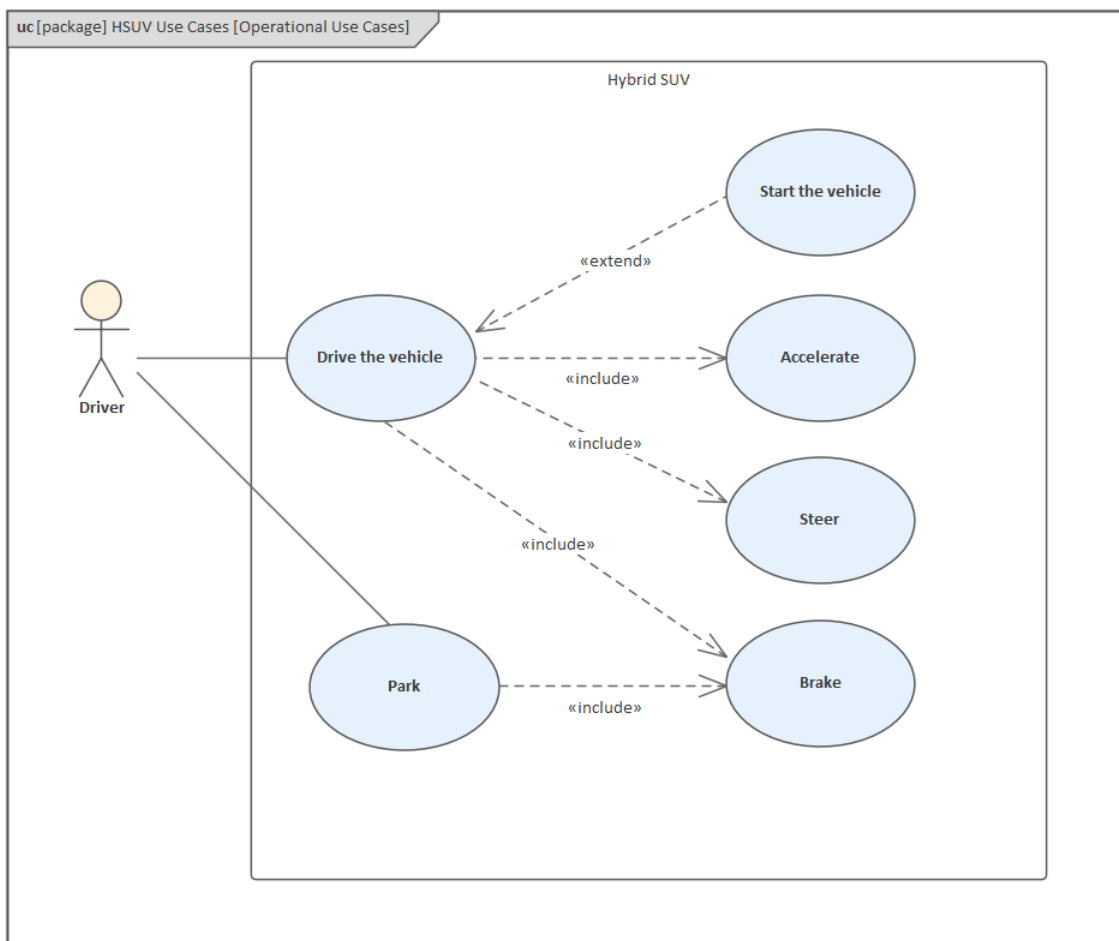 uc [package] HSUV Use Cases [Operational Use Cases]
Hybrid SUV
Start the vehicle
«extend»
Drive the vehicle
Accelerate
«include»
Driver
«include»
Steer
«include»
Park
Brake
«include»